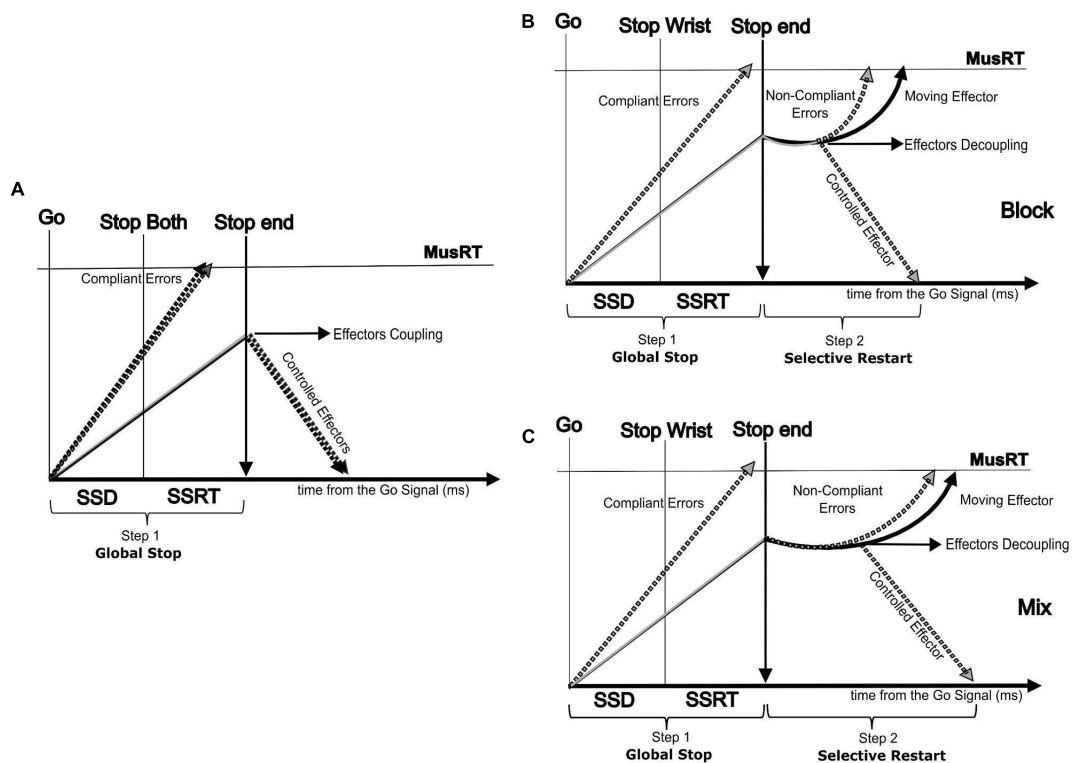 A
Go
Stop Both
Stop end
MusRT
Compliant Errors
Effectors Coupling
Controlled Effectors
time from the Go Signal (ms)
SSD
SSRT
Step 1
Global Stop
B
Go
Stop Wrist
Stop end
MusRT
Compliant Errors
Non-Compliant
Errors
Moving Effector
Effectors Decoupling
Controlled Effector
Block
time from the Go Signal (ms)
SSD
SSRT
Step 1
Global Stop
Step 2
Selective Restart
C
Go
Stop Wrist
Stop end
MusRT
Compliant Errors
Non-Compliant
Errors
Moving Effector
Effectors Decoupling
Controlled Effector
Mix
time from the Go Signal (ms)
SSD
SSRT
Step 1
Global Stop
Step 2
Selective Restart